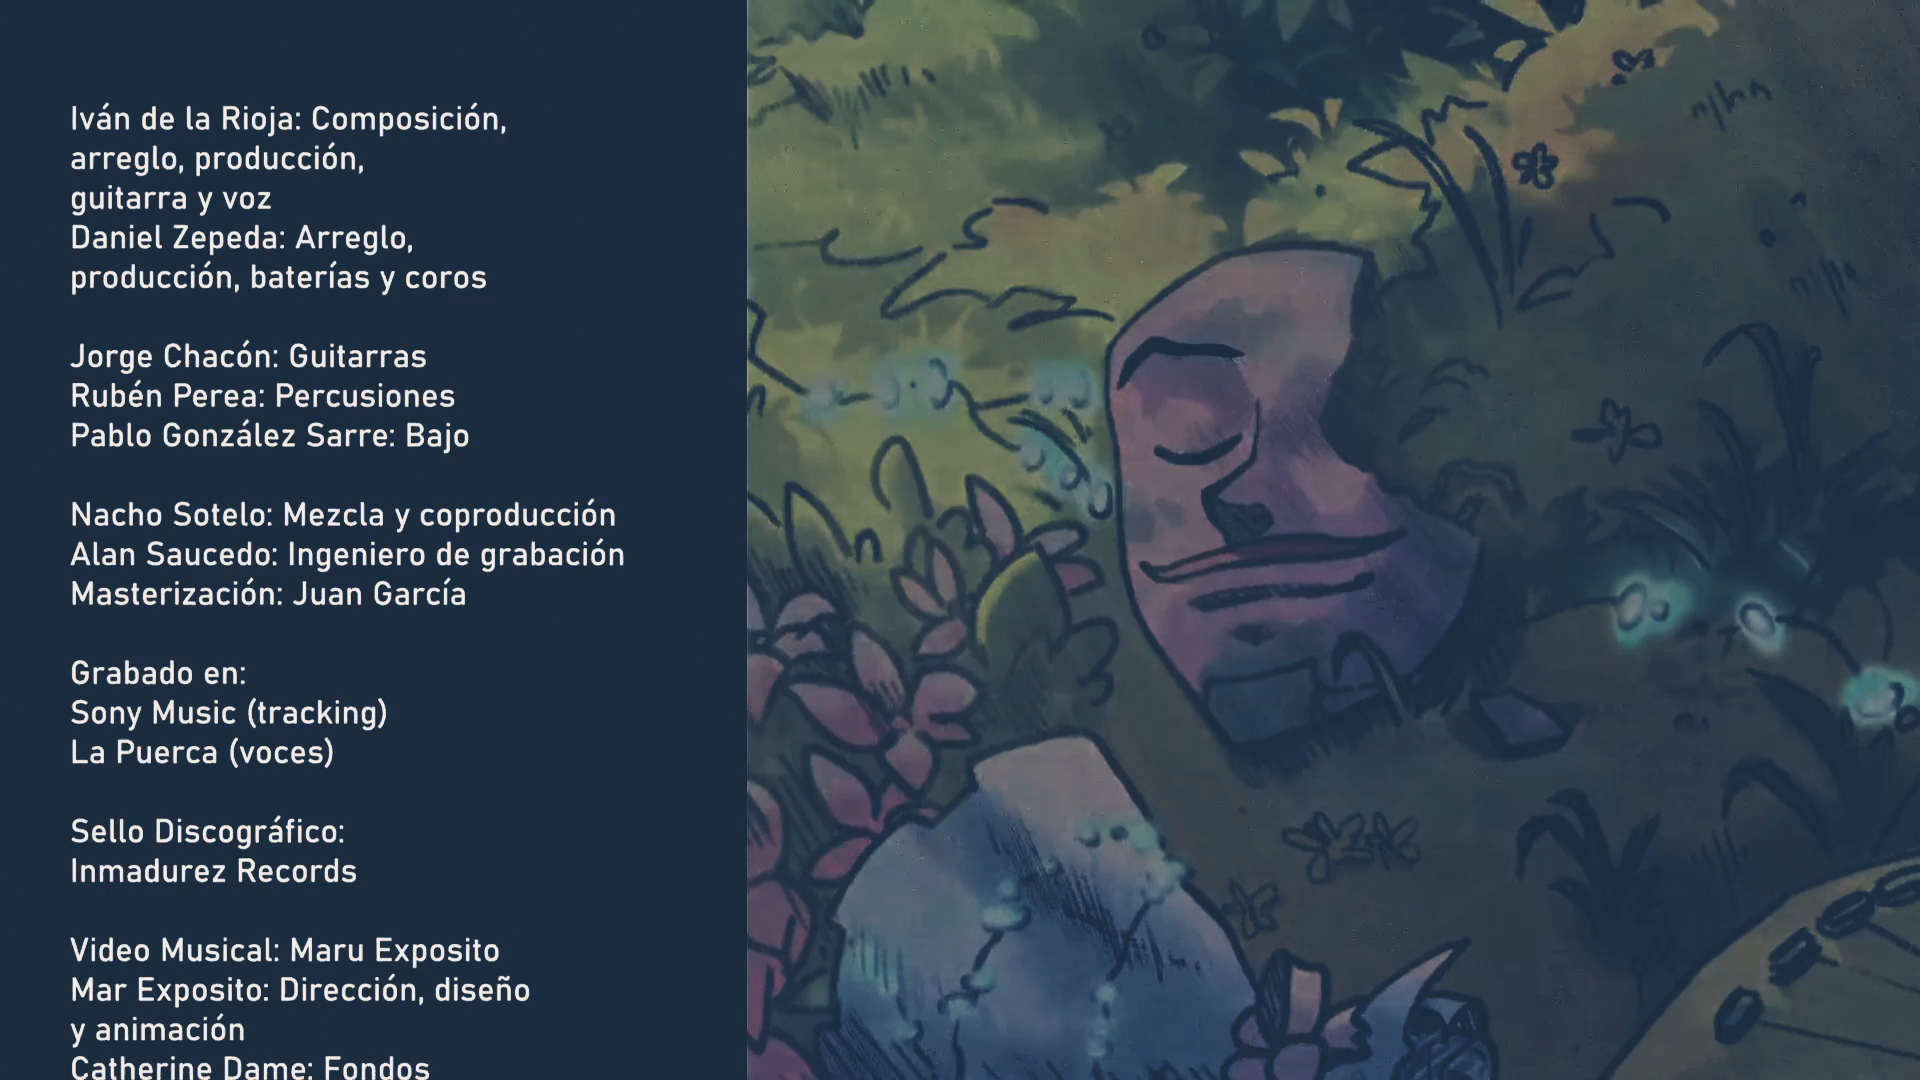 Iván de la Rioja: Composición,
arreglo, producción,
guitarra y voz
Daniel Zepeda: Arreglo,
producción, baterías y coros
Jorge Chacón: Guitarras
Rubén Perea: Percusiones
Pablo González Sarre: Bajo
Nacho Sotelo: Mezcla y coproducción
Alan Saucedo: Ingeniero de grabación
Masterización: Juan García
Grabado en:
Sony Music (tracking)
La Puerca (voces)
Sello Discográfico:
Inmadurez Records
Video Musical: Maru Exposito
Mar Exposito: Dirección, diseño
y animación
Catherine Dame: Fondos